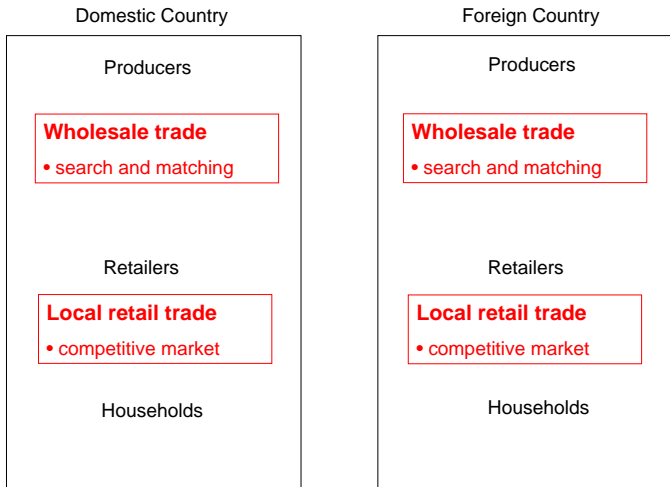 Domestic Country
Producers
Wholesale trade
• search and matching
Retailers
Local retail trade
• competitive market
Households
Foreign Country
Producers
Wholesale trade
• search and matching
Retailers
Local retail trade
• competitive market
Households